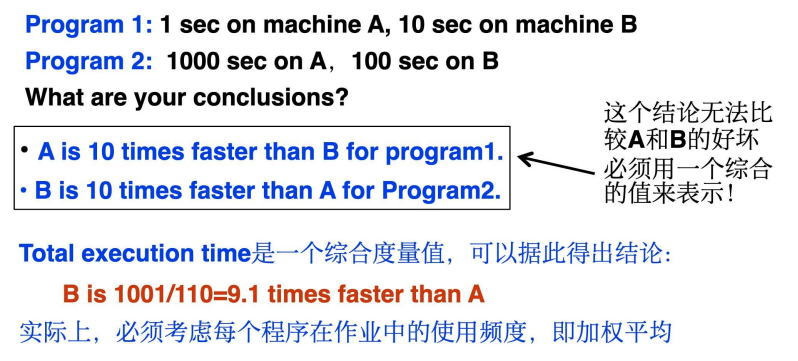 Program 1: 1 sec on machine A, 10 sec on machine B
Program 2:  1000 sec on A，100 sec on B
What are your conclusions?
• A is 10 times faster than B for program1.
• B is 10 times faster than A for Program2.
这个结论无法比
较A和B的好坏
必须用一个综合
的值来表示！
Total execution time是一个综合度量值，可以据此得出结论：
B is 1001/110=9.1 times faster than A
实际上，必须考虑每个程序在作业中的使用频度，即加权平均